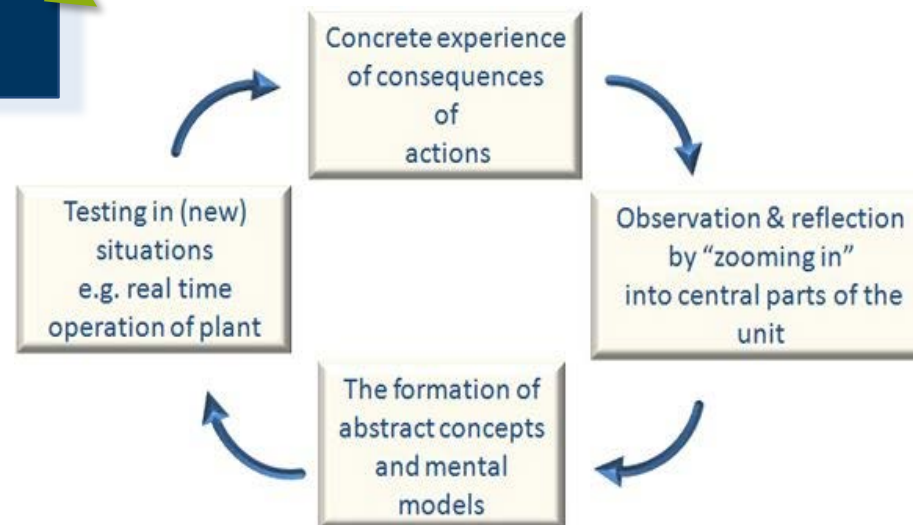 Concrete experience
of consequences
of
actions
Observation & reflection
by “zooming in”
into central parts of the
unit
The formation of
abstract concepts
and mental
models
Testing in (new)
situations
e.g. real time
operation of plant